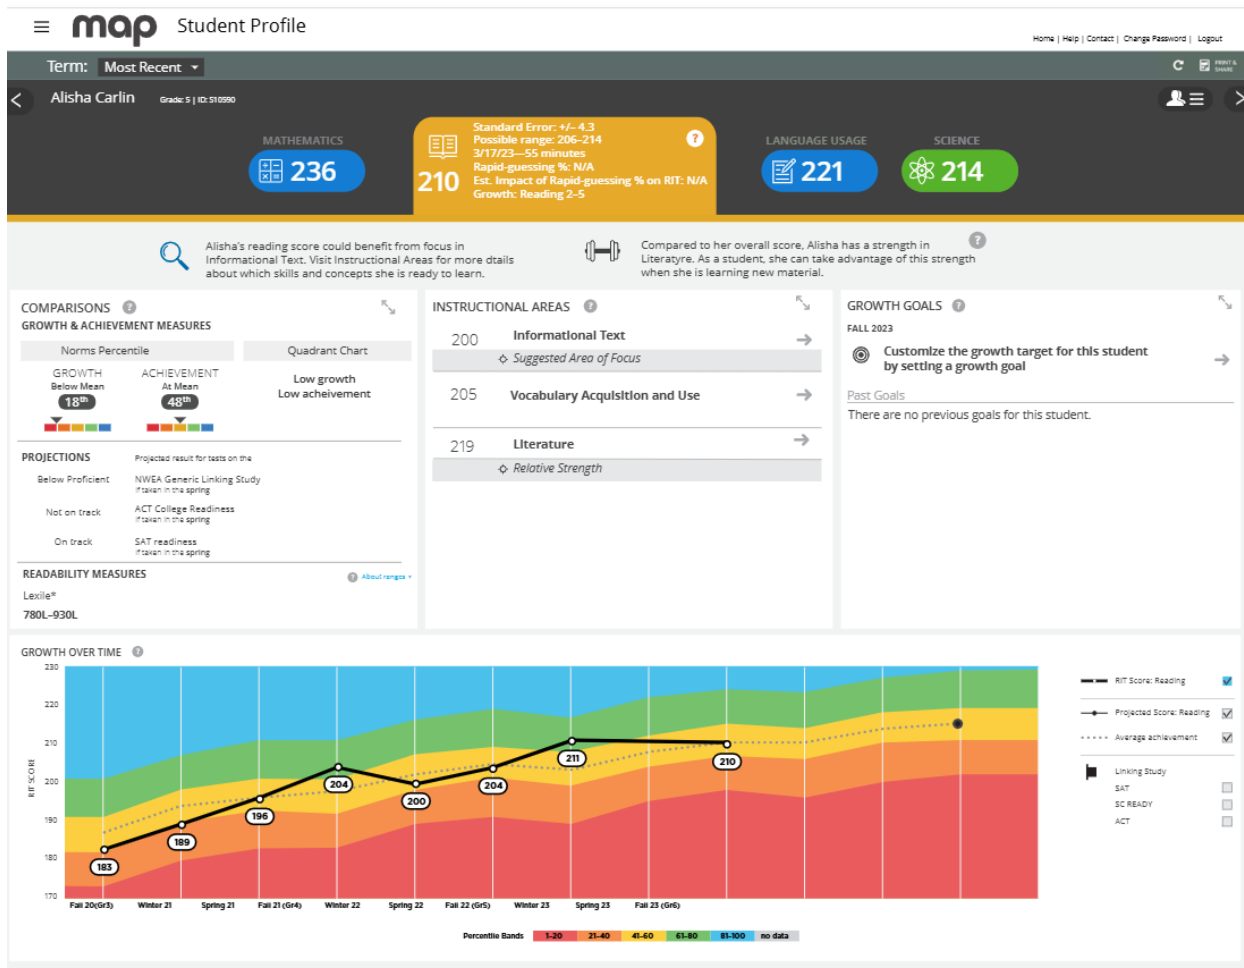 map Student Profile
Home | Help | Contact | Change Password | Logout
Term: Most Recent
PRINT & SHARE
Alisha Carlin Grade: 5 | ID: S10590
MATHEMATICS
236
210
Standard Error: +/- 4.3
Possible range: 206–214
3/17/23—55 minutes
Rapid-guessing %: N/A
Est. Impact of Rapid-guessing % on RIT: N/A
Growth: Reading 2–5
?
LANGUAGE USAGE
221
SCIENCE
214
Alisha's reading score could benefit from focus in
Informational Text. Visit Instructional Areas for more dtails
about which skills and concepts she is ready to learn.
Compared to her overall score, Alisha has a strength in
Literatyre. As a student, she can take advantage of this strength
when she is learning new material.
?
COMPARISONS ?
GROWTH & ACHIEVEMENT MEASURES
Norms Percentile Quadrant Chart
GROWTH
Below Mean
18th
ACHIEVEMENT
At Mean
48th
Low growth
Low acheivement
PROJECTIONS Projected result for tests on the
Below Proficient NWEA Generic Linking Study
if taken in the spring
Not on track ACT College Readiness
if taken in the spring
On track SAT readiness
if taken in the spring
READABILITY MEASURES ? About ranges
Lexile*
780L–930L
INSTRUCTIONAL AREAS ?
200 Informational Text
Suggested Area of Focus
205 Vocabulary Acquisition and Use
219 Literature
Relative Strength
GROWTH GOALS ?
FALL 2023
Customize the growth target for this student
by setting a growth goal
Past Goals
There are no previous goals for this student.
GROWTH OVER TIME ?
RIT SCORE
230
220
210
200
190
180
170
183
189
196
204
200
204
211
210
Fall 20(Gr3) Winter 21 Spring 21 Fall 21 (Gr4) Winter 22 Spring 22 Fall 22 (Gr5) Winter 23 Spring 23 Fall 23 (Gr6)
Percentile Bands 1–20 21–40 41–60 61–80 81–100 no data
RIT Score: Reading
Projected Score: Reading
Average achievement
Linking Study
SAT
SC READY
ACT